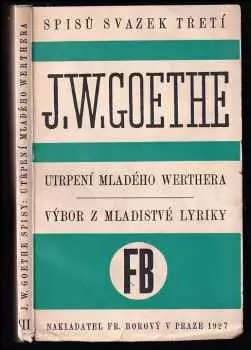 SPISŮ SVAZEK TŘETÍ
J.W.GOETHE
UTRPENÍ MLADÉHO WERTHERA
VÝBOR Z MLADISTVÉ LYRIKY
FB
NAKLADATEL FR. BOROVÝ V PRAZE 1927
J. W. GOETHE SPISY: UTRPENÍ MLADÉHO WERTHERA
III